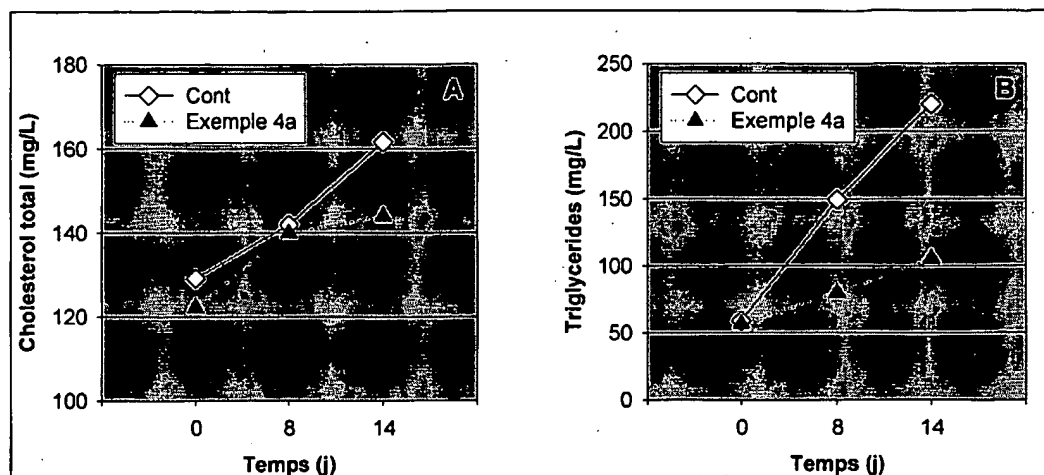 A
Cont
Exemple 4a
Cholesterol total (mg/L)
180
160
140
120
100
0 8 14
Temps (j)
B
Cont
Exemple 4a
Triglycerides (mg/L)
250
200
150
100
50
0
0 8 14
Temps (j)